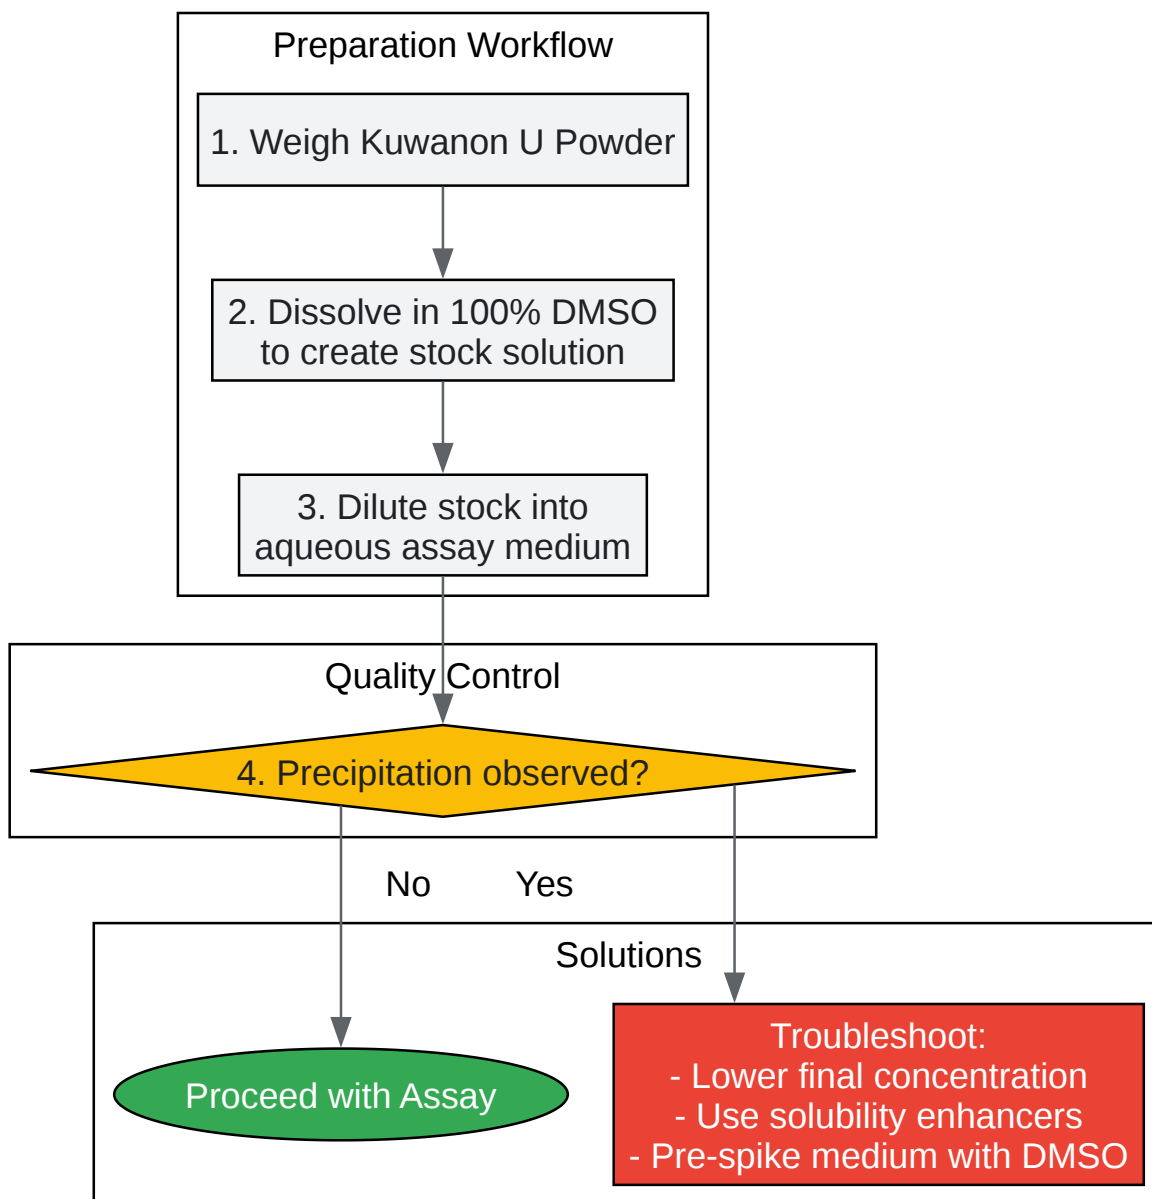 Preparation Workflow
1. Weigh Kuwanon U Powder
2. Dissolve in 100% DMSO
to create stock solution
3. Dilute stock into
aqueous assay medium
Quality Control
4. Precipitation observed?
No
Yes
Solutions
Proceed with Assay
Troubleshoot:
- Lower final concentration
- Use solubility enhancers
- Pre-spike medium with DMSO